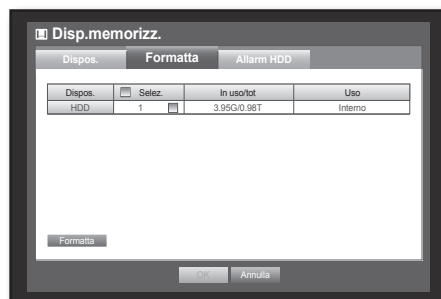 Disp.memorizz.
Dispos. Formatta Allarm HDD
Dispos. Selez. In uso/tot Uso
HDD 1 3.95G/0.98T Interno
Formatta
OK Annulla